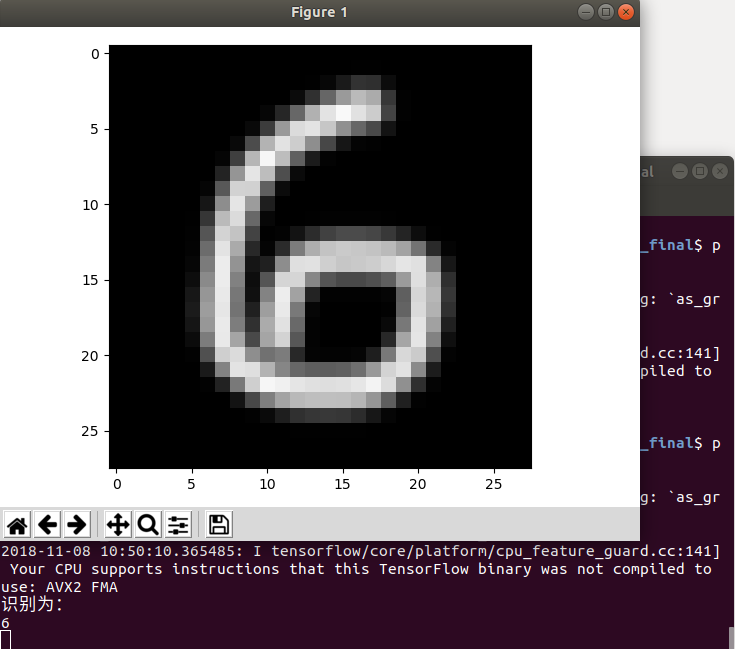 Figure 1
0
5
10
15
20
25
0 5 10 15 20 25
al
_final$ p
g: `as_gr
d.cc:141]
piled to
_final$ p
g: `as_gr
2018-11-08 10:50:10.365485: I tensorflow/core/platform/cpu_feature_guard.cc:141]
Your CPU supports instructions that this TensorFlow binary was not compiled to
use: AVX2 FMA
识别为：
6